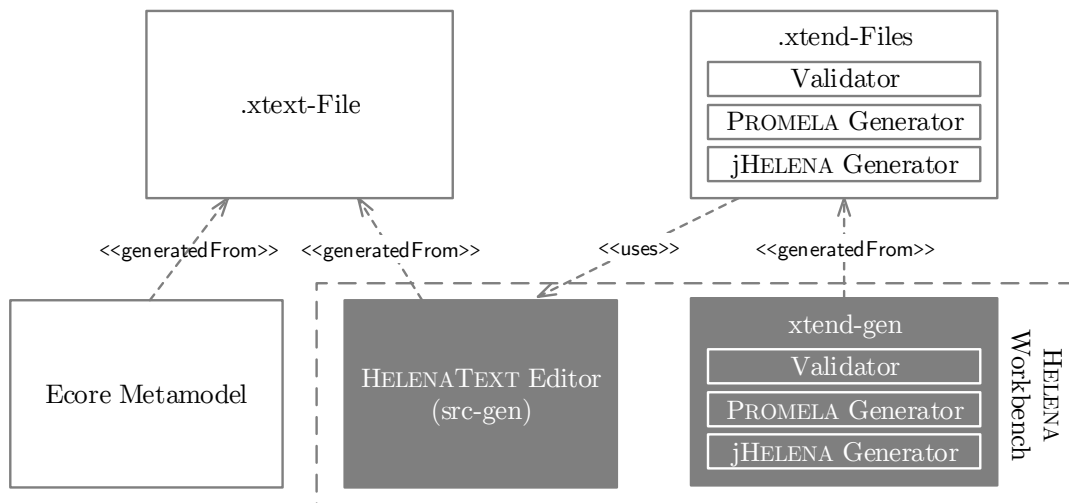 .xtext-File
.xtend-Files
Validator
PROMELA Generator
jHELENA Generator
<<generatedFrom>>
<<generatedFrom>>
<<uses>>
<<generatedFrom>>
Ecore Metamodel
HELENATEXT Editor
(src-gen)
xtend-gen
Validator
PROMELA Generator
jHELENA Generator
HELENA
Workbench